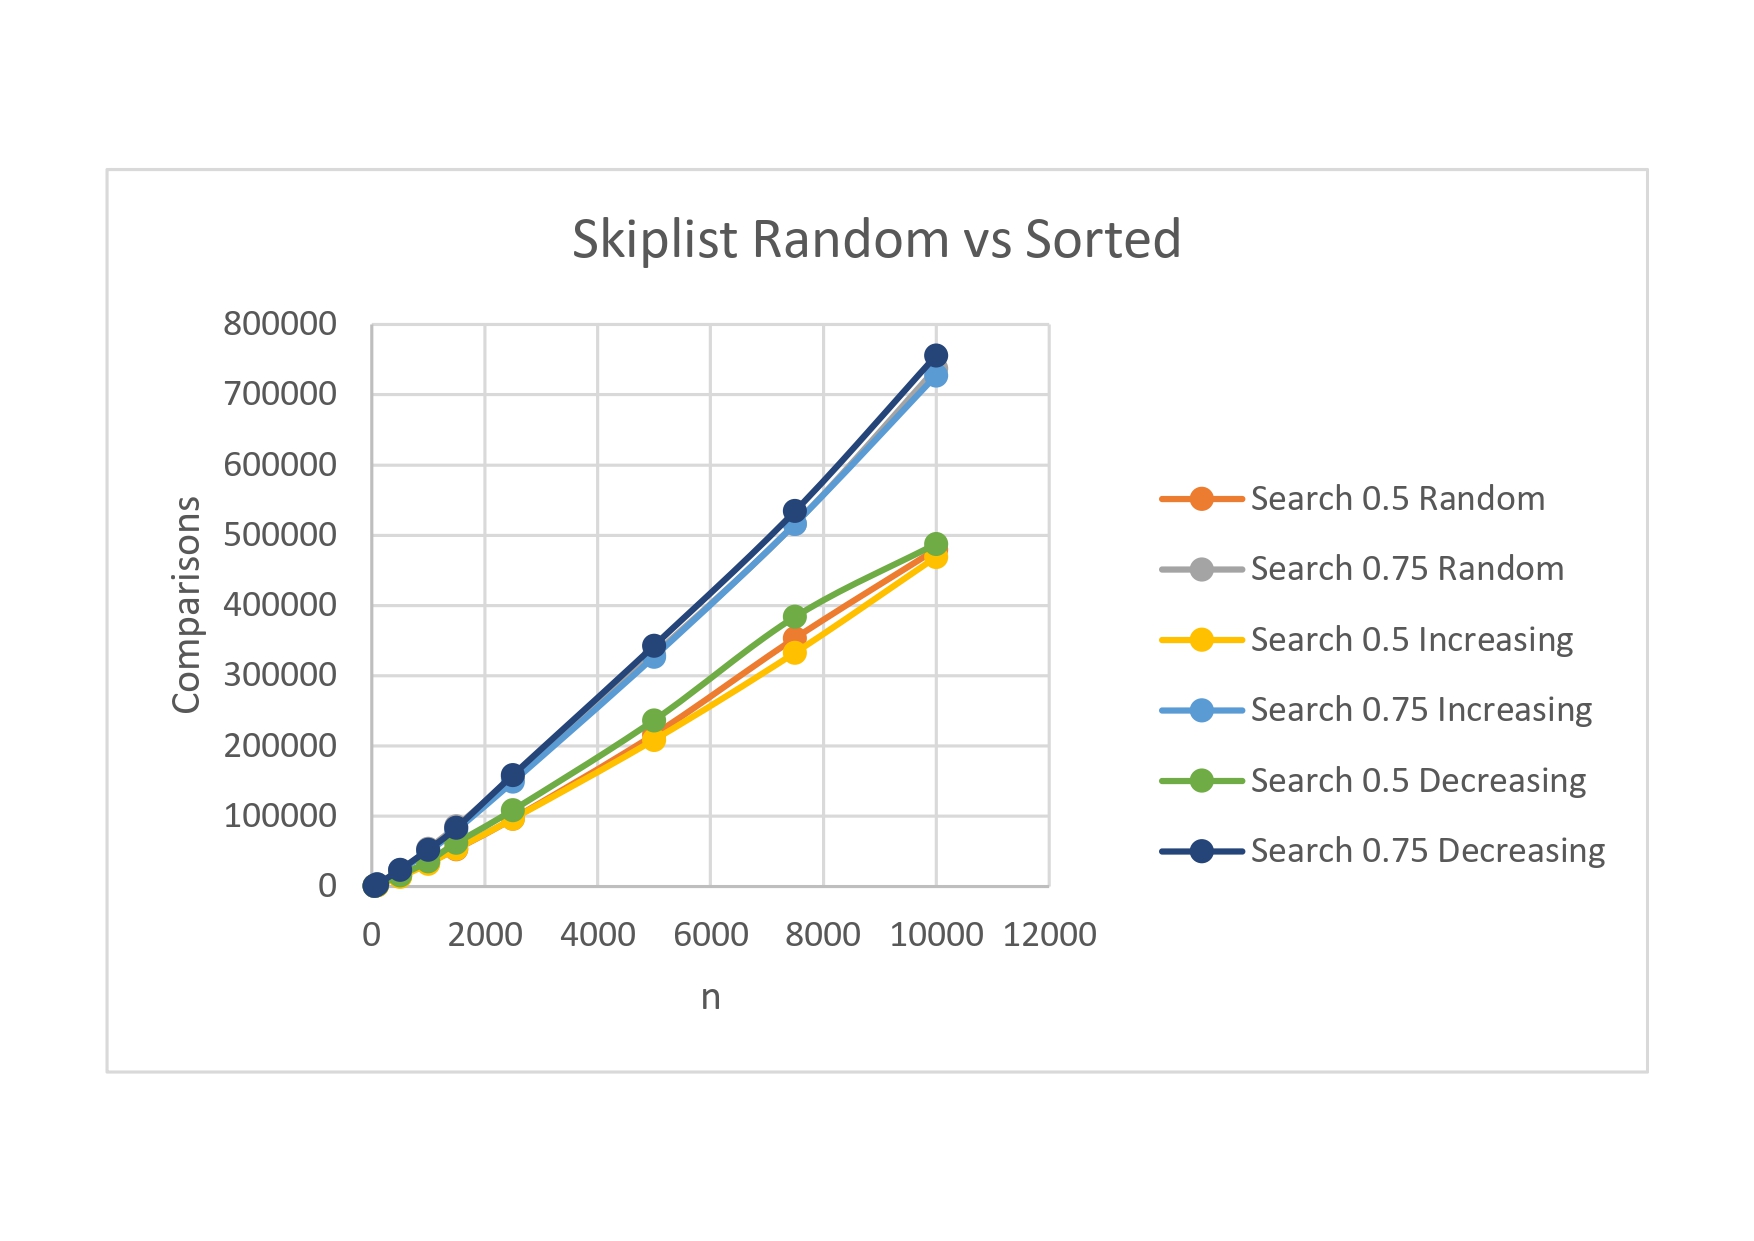 Skiplist Random vs Sorted
800000
700000
600000
500000
400000
300000
200000
100000
0
Comparisons
0 2000 4000 6000 8000 10000 12000
n
Search 0.5 Random
Search 0.75 Random
Search 0.5 Increasing
Search 0.75 Increasing
Search 0.5 Decreasing
Search 0.75 Decreasing